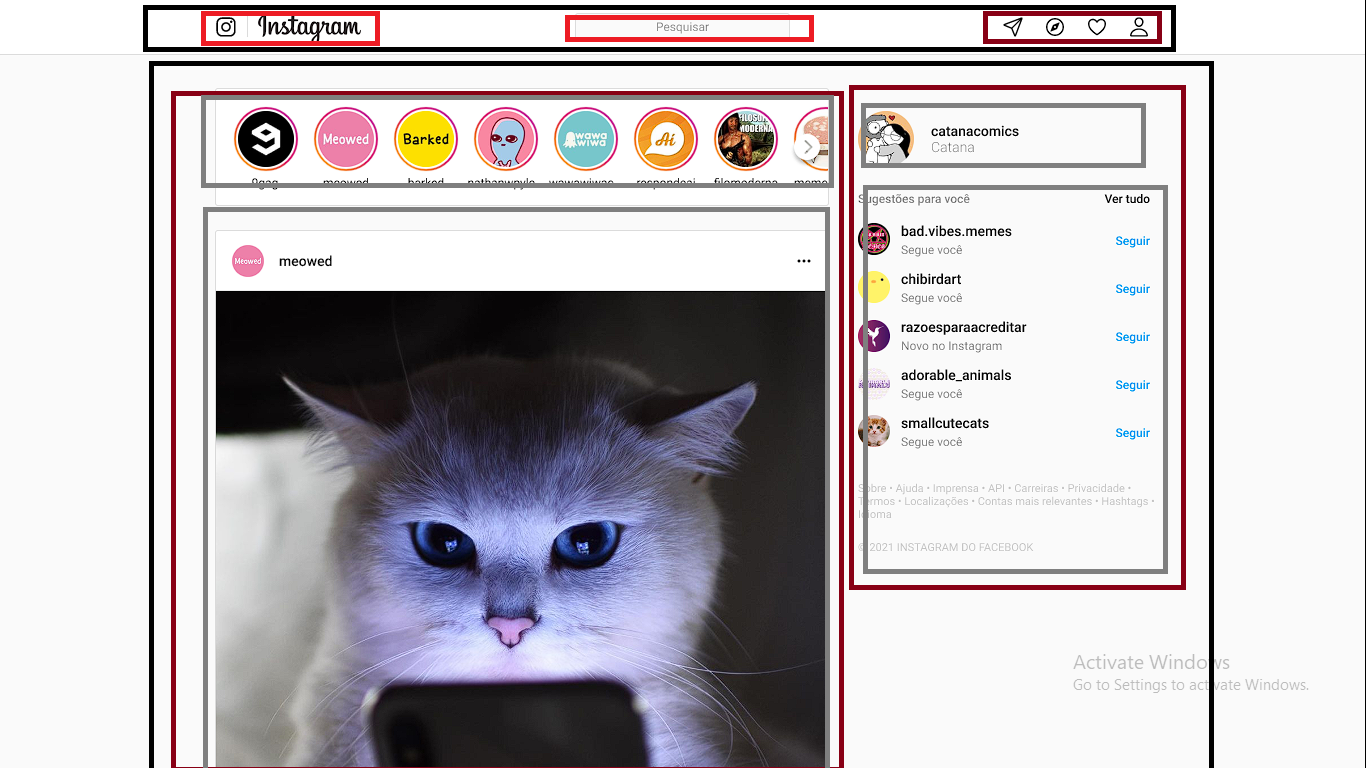 Instagram
Pesquisar
9 Meowed Barked wawa wiwa Aí FILOSOFIA MODERNA
9gag meowed barked nathanwpyle wawawiwac respondeai filomoderna meme
catanacomics
Catana
Sugestões para você Ver tudo
bad.vibes.memes
Segue você
Seguir
chibirdart
Segue você
Seguir
razoesparaacreditar
Novo no Instagram
Seguir
adorable_animals
Segue você
Seguir
smallcutecats
Segue você
Seguir
Sobre • Ajuda • Imprensa • API • Carreiras • Privacidade •
Termos • Localizações • Contas mais relevantes • Hashtags •
Idioma
© 2021 INSTAGRAM DO FACEBOOK
Meowed meowed
Activate Windows
Go to Settings to activate Windows.